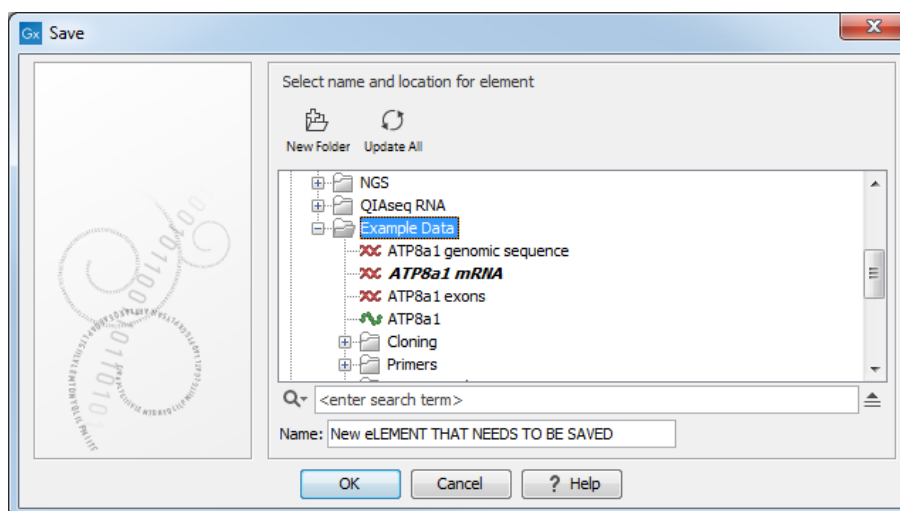 Gx Save
Select name and location for element
New Folder Update All
NGS
QIAseq RNA
Example Data
ATP8a1 genomic sequence
ATP8a1 mRNA
ATP8a1 exons
ATP8a1
Cloning
Primers
<enter search term>
Name: New eLEMENT THAT NEEDS TO BE SAVED
OK Cancel ? Help